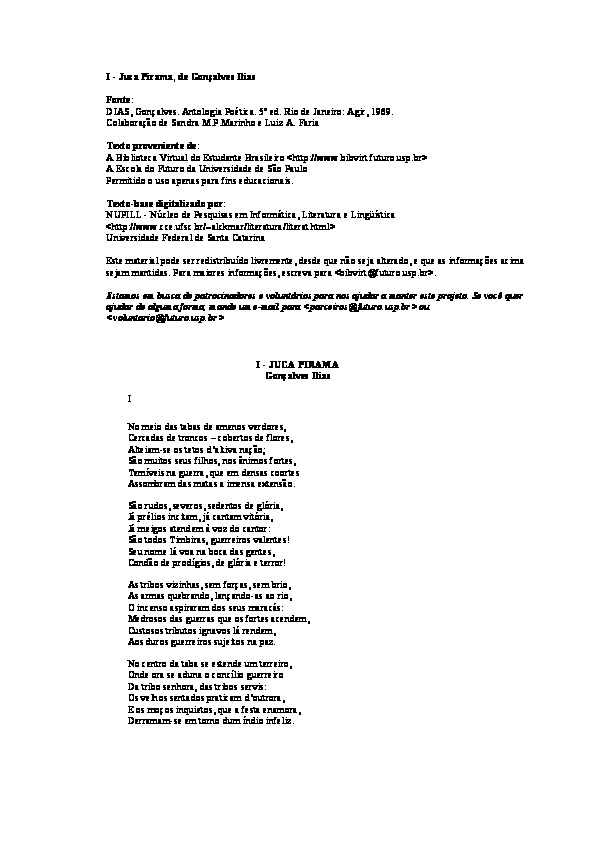 I - Juca Pirama, de Gonçalves Dias
Fonte:
DIAS, Gonçalves. Antologia Poética. 5ª ed. Rio de Janeiro: Agir, 1969.
Colaboração de Sandra M.P. Marinho e Luiz A. Faria
Texto proveniente de:
A Biblioteca Virtual do Estudante Brasileiro <http://www.bibvirt.futuro.usp.br>
A Escola do Futuro da Universidade de São Paulo
Permitido o uso apenas para fins educacionais.
Texto-base digitalizado por:
NUPILL - Núcleo de Pesquisas em Informática, Literatura e Lingüística
<http://www.cce.ufsc.br/~alckmar/literatura/literat.html>
Universidade Federal de Santa Catarina
Este material pode ser redistribuído livremente, desde que não seja alterado, e que as informações acima
sejam mantidas. Para maiores informações, escreva para <bibvirt@futuro.usp.br>.
Estamos em busca de patrocinadores e voluntários para nos ajudar a manter este projeto. Se você quer
ajudar de alguma forma, mande um e-mail para <parceiros@futuro.usp.br> ou
<voluntario@futuro.usp.br>
I - JUCA PIRAMA
Gonçalves Dias
I
No meio das tabas de amenos verdores,
Cercadas de troncos – cobertos de flores,
Alteiam-se os tetos d'altiva nação;
São muitos seus filhos, nos ânimos fortes,
Temíveis na guerra, que em densas coortes
Assombram das matas a imensa extensão.
São rudos, severos, sedentos de glória,
Já prélios incitam, já cantam vitória,
Já meigos atendem à voz do cantor:
São todos Timbiras, guerreiros valentes!
Seu nome lá voa na boca das gentes,
Condão de prodígios, de glória e terror!
As tribos vizinhas, sem forças, sem brio,
As armas quebrando, lançando-as ao rio,
O incenso aspiraram dos seus maracás:
Medrosos das guerras que os fortes acendem,
Custosos tributos ignavos lá rendem,
Aos duros guerreiros sujeitos na paz.
No centro da taba se estende um terreiro,
Onde ora se aduna o concílio guerreiro
Da tribo senhora, das tribos servis:
Os velhos sentados praticam d'outrora,
E os moços inquietos, que a festa enamora,
Derramam-se em torno dum índio infeliz.